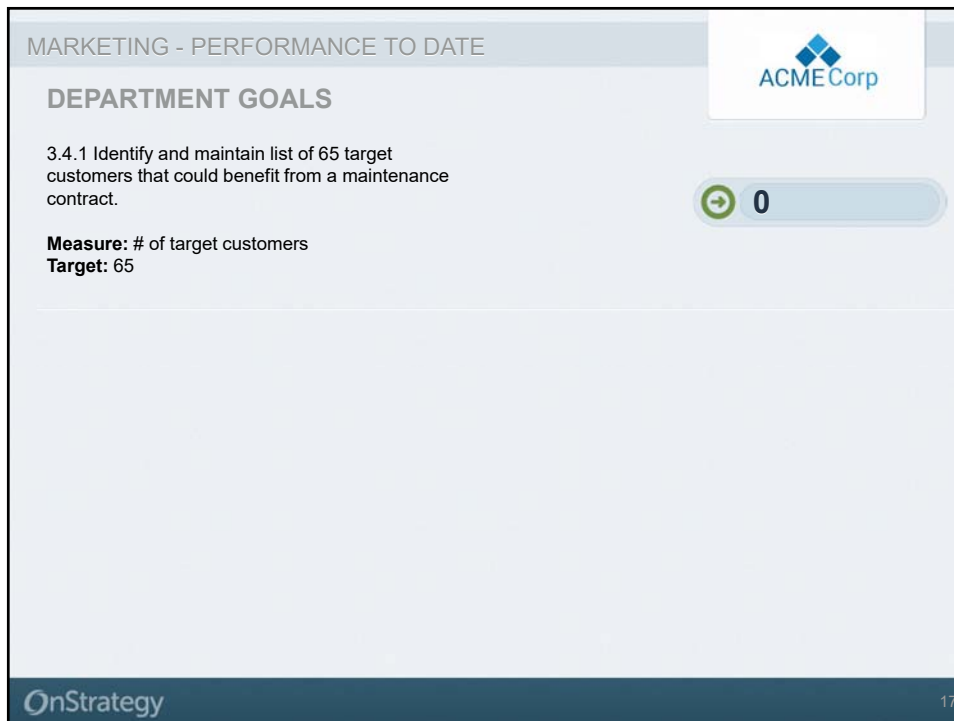 MARKETING - PERFORMANCE TO DATE
ACMECorp
DEPARTMENT GOALS
3.4.1 Identify and maintain list of 65 target
customers that could benefit from a maintenance
contract.
0
Measure: # of target customers
Target: 65
OnStrategy
17